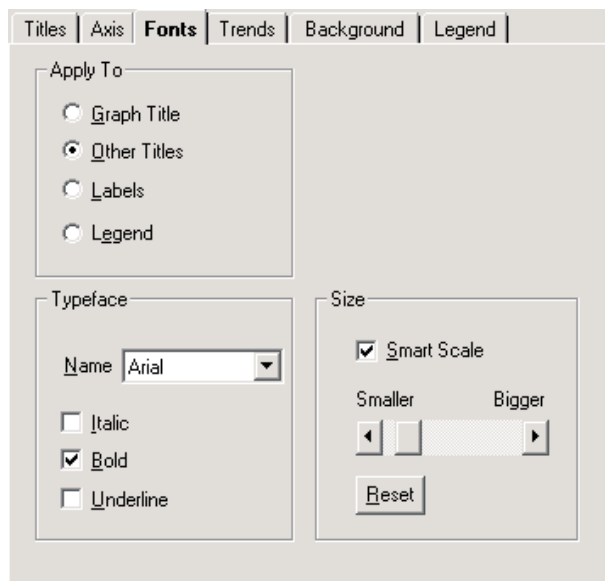 Titles Axis Fonts Trends Background Legend
Apply To
Graph Title
Other Titles
Labels
Legend
Typeface
Name Arial
Italic
Bold
Underline
Size
Smart Scale
Smaller Bigger
Reset